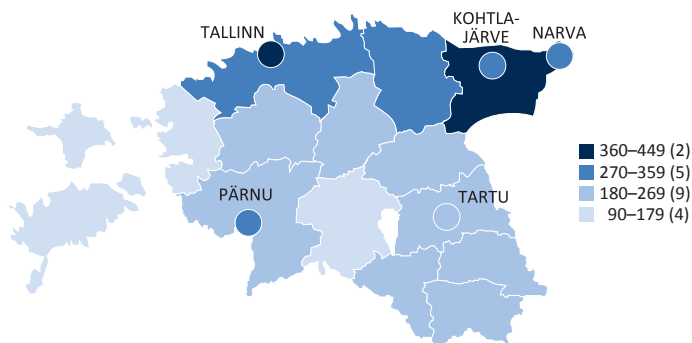 TALLINN
KOHTLA-
JÄRVE
NARVA
PÄRNU
TARTU
360–449 (2)
270–359 (5)
180–269 (9)
90–179 (4)